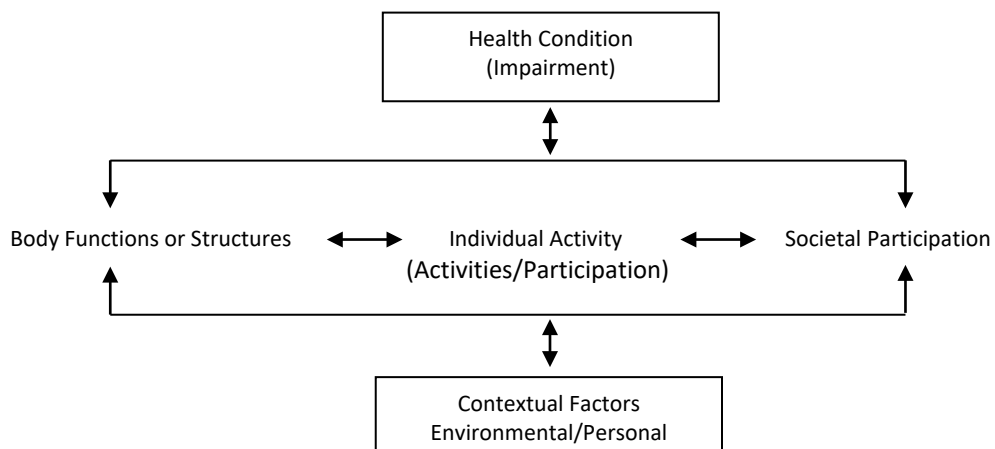 Health Condition
(Impairment)
Body Functions or Structures
Individual Activity
Societal Participation
(Activities/Participation)
Contextual Factors
Environmental/Personal